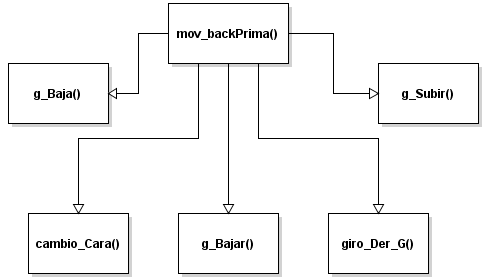 mov_backPrima()
g_Baja()
g_Subir()
cambio_Cara()
g_Bajar()
giro_Der_G()